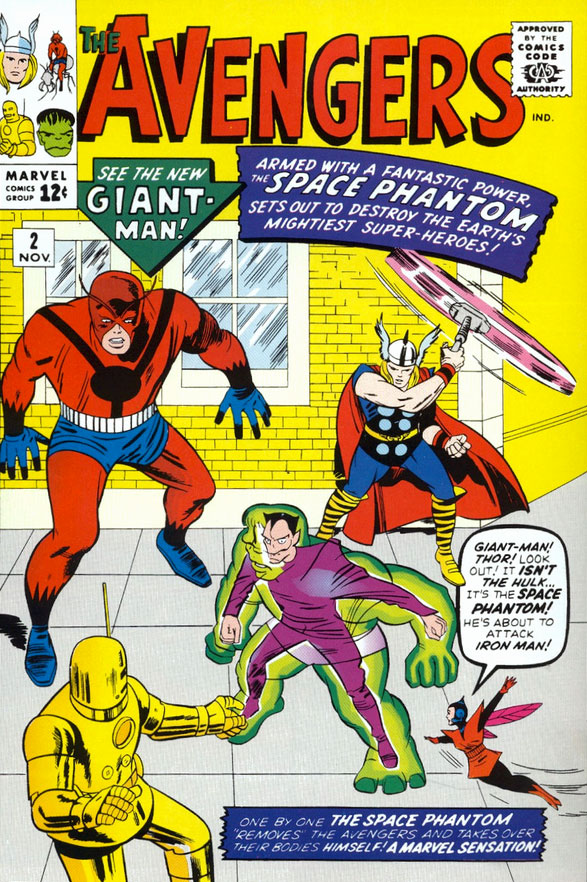 THE
AVENGERS
APPROVED
BY THE
COMICS
CODE
CA
AUTHORITY
IND.
MARVEL
COMICS
GROUP 12¢
2
NOV.
SEE THE NEW
GIANT-
MAN!
ARMED WITH A FANTASTIC POWER,
THE SPACE PHANTOM
SETS OUT TO DESTROY THE EARTH'S
MIGHTIEST SUPER-HEROES!
GIANT-MAN!
THOR! LOOK
OUT! IT ISN'T
THE HULK...
IT'S THE SPACE
PHANTOM!
HE'S ABOUT TO
ATTACK
IRON MAN!
ONE BY ONE THE SPACE PHANTOM
"REMOVES" THE AVENGERS AND TAKES OVER
THEIR BODIES HIMSELF! A MARVEL SENSATION!